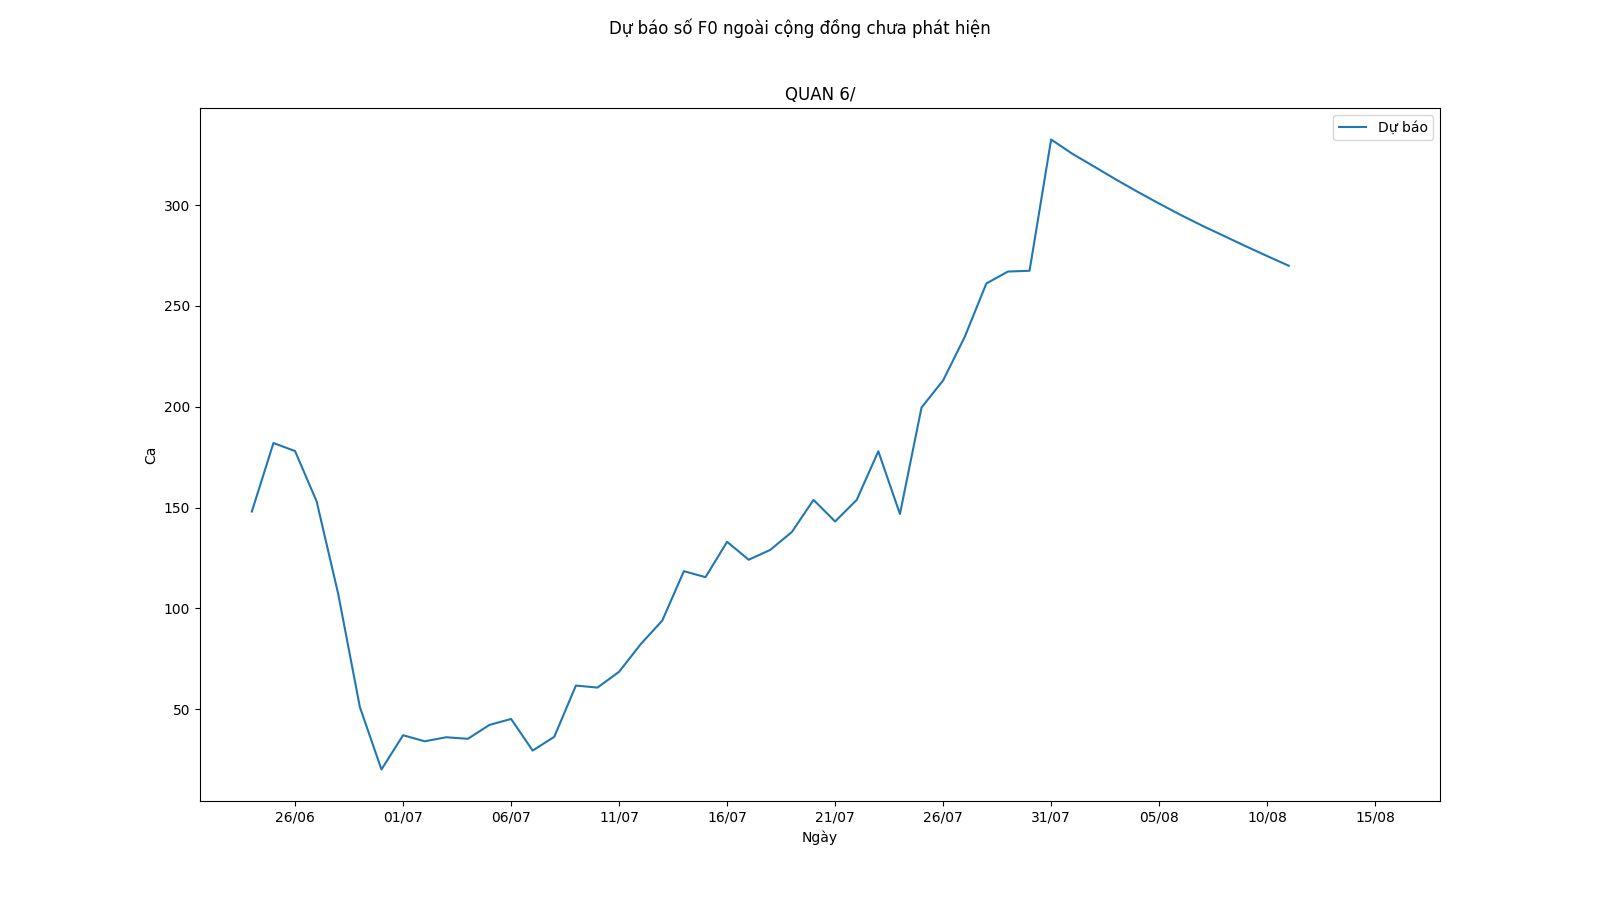 Dự báo số F0 ngoài cộng đồng chưa phát hiện
QUAN 6/
Dự báo
300
250
200
150
100
50
Ca
26/06 01/07 06/07 11/07 16/07 21/07 26/07 31/07 05/08 10/08 15/08
Ngày